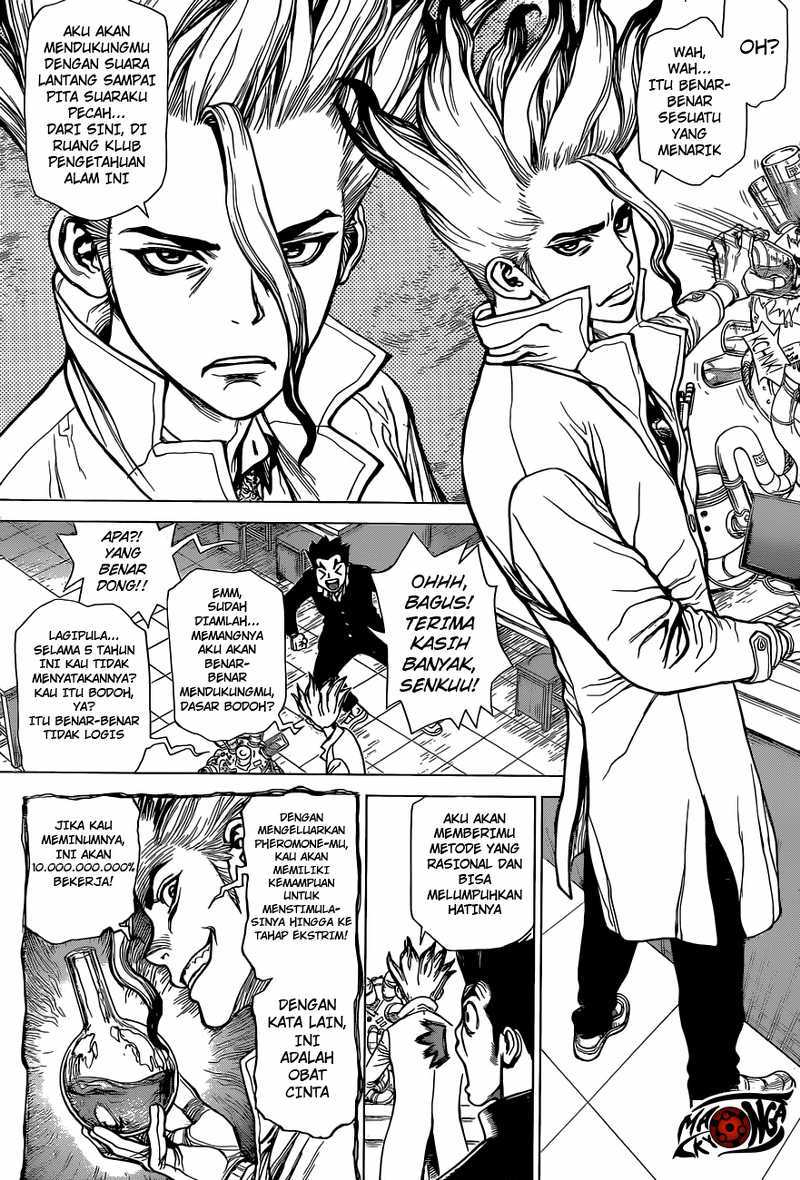 OH?
WAH,
WAH...
ITU BENAR-
BENAR
SESUATU
YANG
MENARIK
AKU AKAN
MENDUKUNGMU
DENGAN SUARA
LANTANG SAMPAI
PITA SUARAKU
PECAH...
DARI SINI, DI
RUANG KLUB
PENGETAHUAN
ALAM INI
OHHH,
BAGUS!
TERIMA
KASIH
BANYAK,
SENKUU!
EMM,
SUDAH
DIAMLAH...
MEMANGNYA
AKU AKAN
BENAR-
BENAR
MENDUKUNGMU,
DASAR BODOH?
APA?!
YANG
BENAR
DONG!!
LAGIPULA...
SELAMA 5 TAHUN
INI KAU TIDAK
MENYATAKANNYA?
KAU ITU BODOH,
YA?
ITU BENAR-BENAR
TIDAK LOGIS
AKU AKAN
MEMBERIMU
METODE YANG
RASIONAL DAN
BISA
MELUMPUHKAN
HATINYA
DENGAN
MENGELUARKAN
PHEROMONE-MU,
KAU AKAN
MEMILIKI
KEMAMPUAN
UNTUK
MENSTIMULA-
SINYA HINGGA KE
TAHAP EKSTRIM!
JIKA KAU
MEMINUMNYA,
INI AKAN
10.000.000.000%
BEKERJA!
DENGAN
KATA LAIN,
INI
ADALAH
OBAT
CINTA
MANGA
KYO